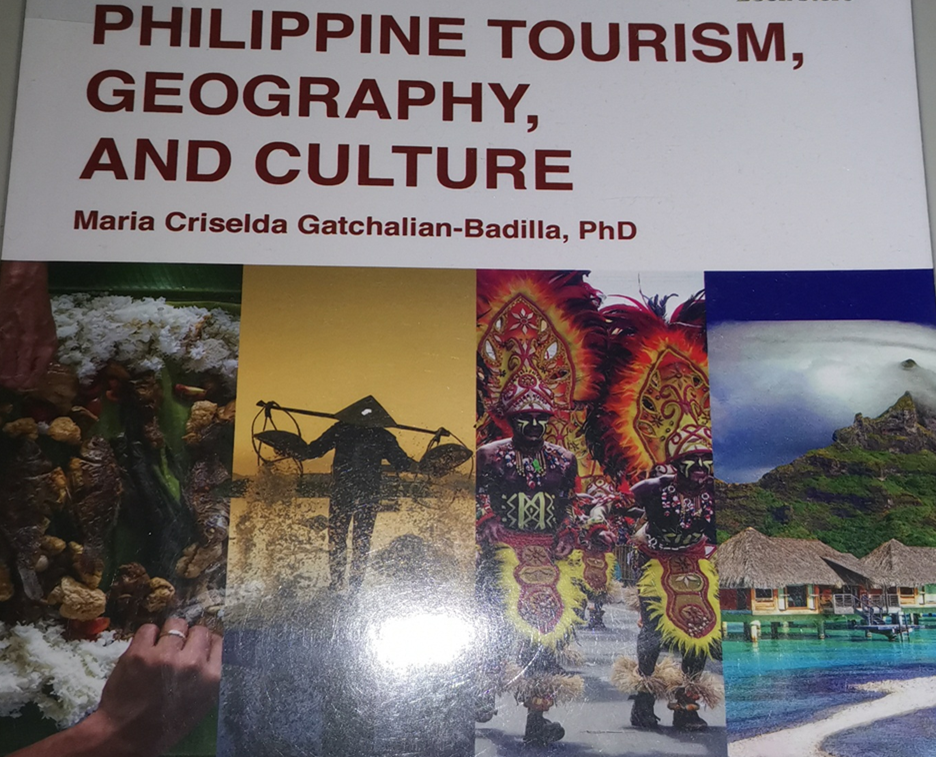 PHILIPPINE TOURISM,
GEOGRAPHY,
AND CULTURE
Maria Criselda Gatchalian-Badilla, PhD